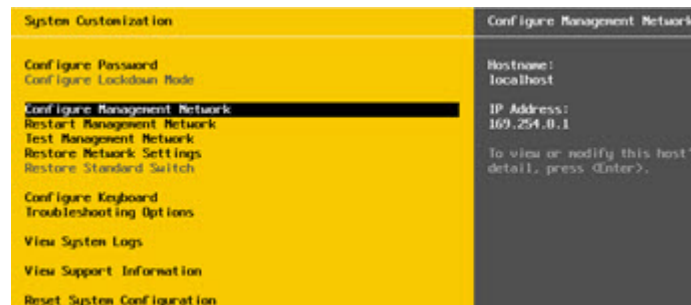 System Customization
Configure Password
Configure Lockdown Mode
Configure Management Network
Restart Management Network
Test Management Network
Restore Network Settings
Restore Standard Switch
Configure Keyboard
Troubleshooting Options
View System Logs
View Support Information
Reset System Configuration
Configure Management Network
Hostname:
localhost
IP Address:
169.254.0.1
To view or modify this host'
detail, press <Enter>.